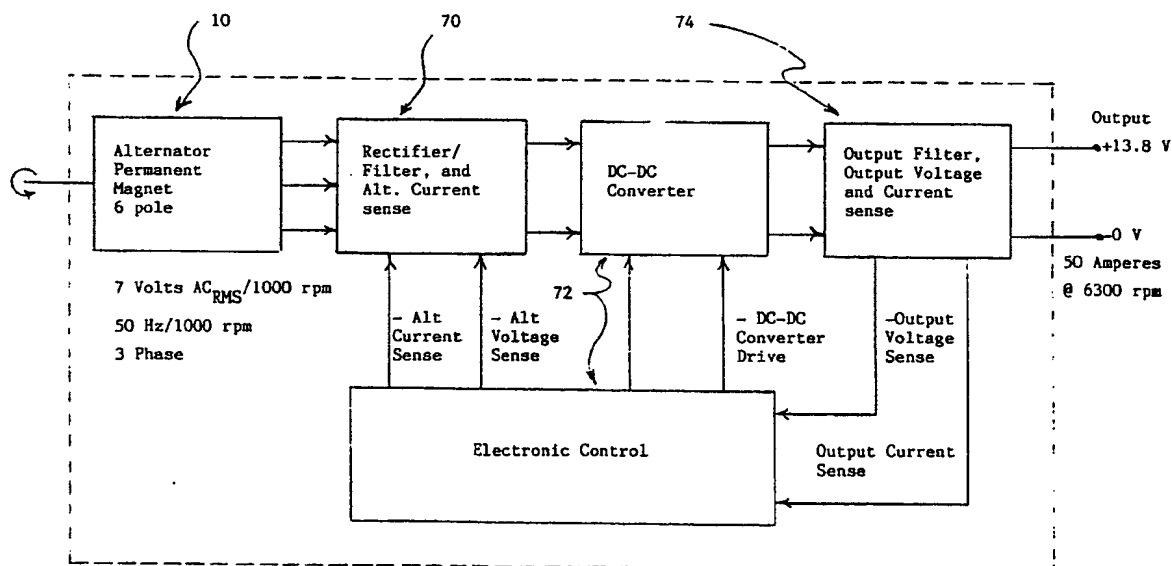 10
70
74
Alternator
Permanent
Magnet
6 pole
Rectifier/
Filter, and
Alt. Current
sense
DC-DC
Converter
Output Filter,
Output Voltage
and Current
sense
Output
+13.8 V
-0 V
50 Amperes
@ 6300 rpm
7 Volts ACRMS/1000 rpm
50 Hz/1000 rpm
3 Phase
72
- Alt
Current
Sense
- Alt
Voltage
Sense
- DC-DC
Converter
Drive
-Output
Voltage
Sense
Electronic Control
Output Current
Sense